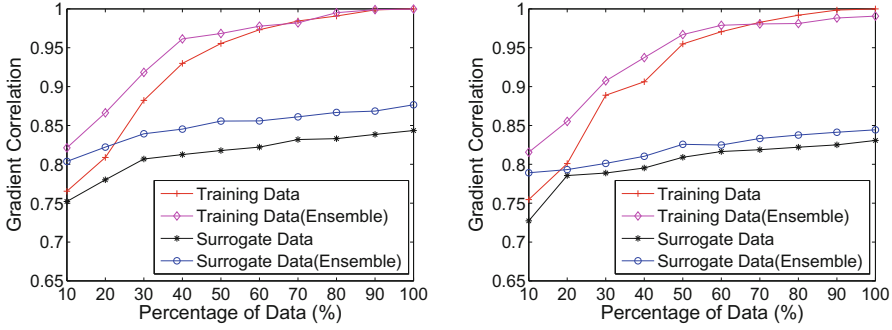 1
0.95
0.9
0.85
0.8
0.75
0.7
0.65
Gradient Correlation
Training Data
Training Data(Ensemble)
Surrogate Data
Surrogate Data(Ensemble)
10 20 30 40 50 60 70 80 90 100
Percentage of Data (%)
1
0.95
0.9
0.85
0.8
0.75
0.7
0.65
Gradient Correlation
Training Data
Training Data(Ensemble)
Surrogate Data
Surrogate Data(Ensemble)
10 20 30 40 50 60 70 80 90 100
Percentage of Data (%)